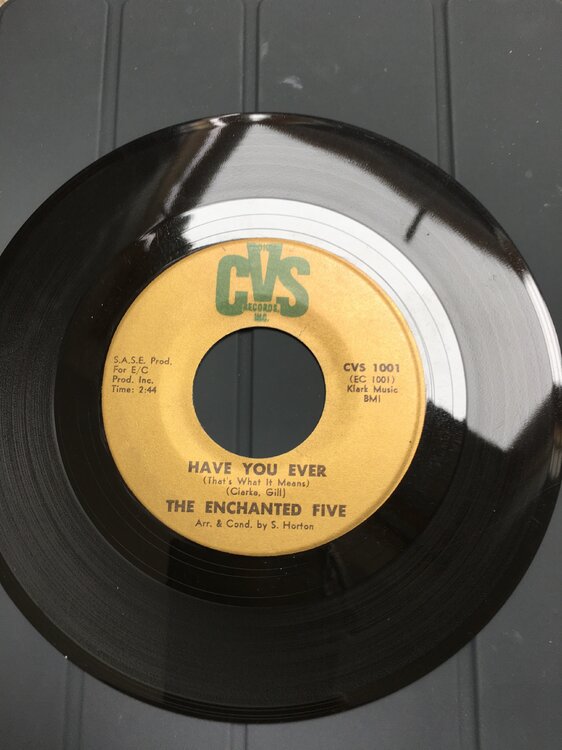 CVS
RECORDS,
INC.
S.A.S.E. Prod.
For E/C
Prod. Inc.
Time: 2:44
CVS 1001
(EC 1001)
Klark Music
BMI
HAVE YOU EVER
(That's What It Means)
(Clarke, Gill)
THE ENCHANTED FIVE
Arr. & Cond. by S. Horton